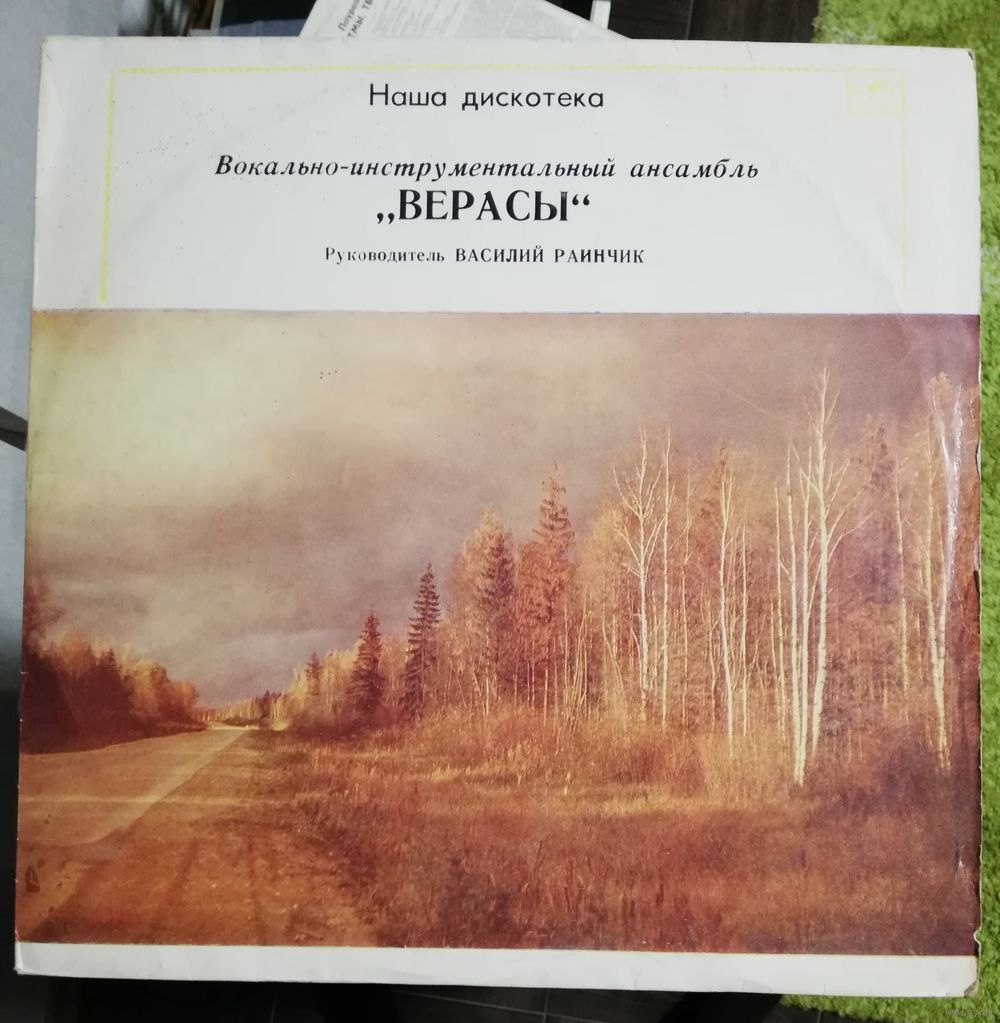 Наша дискотека
Вокально-инструментальный ансамбль
„ВЕРАСЫ“
Руководитель ВАСИЛИЙ РАИНЧИК